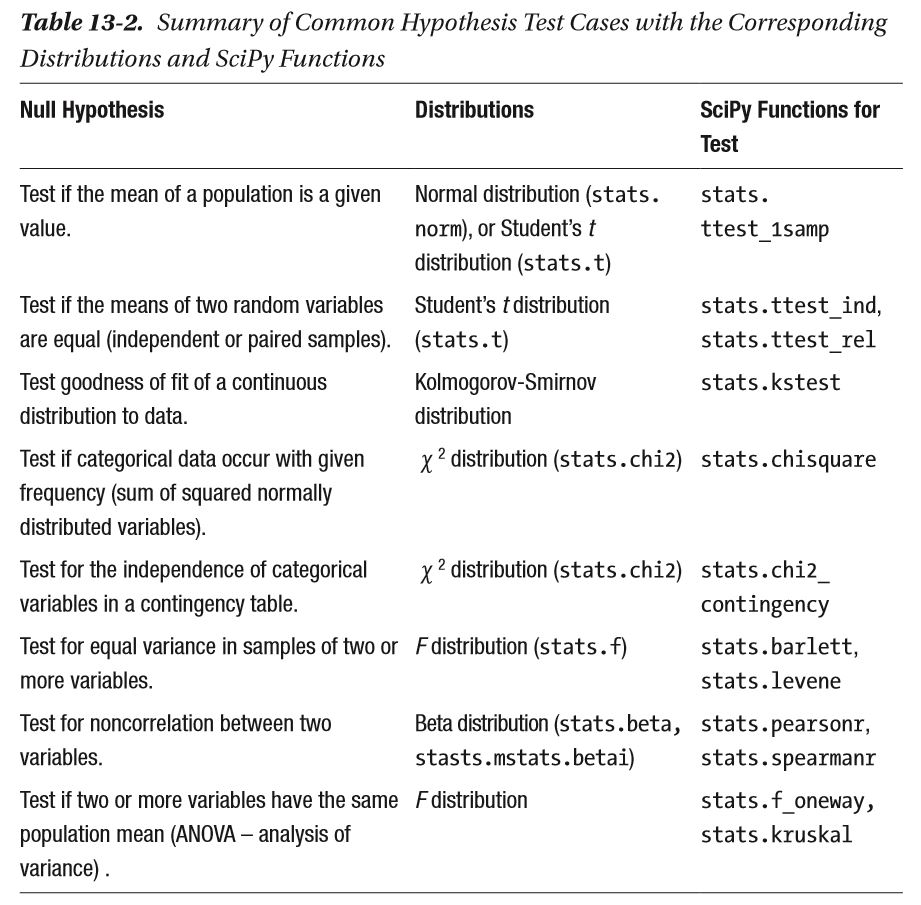 Table 13-2. Summary of Common Hypothesis Test Cases with the Corresponding
Distributions and SciPy Functions
Null Hypothesis Distributions SciPy Functions for
Test
Test if the mean of a population is a given Normal distribution (stats. stats.
value. norm), or Student’s t ttest_1samp
distribution (stats.t)
Test if the means of two random variables Student’s t distribution stats.ttest_ind,
are equal (independent or paired samples). (stats.t) stats.ttest_rel
Test goodness of fit of a continuous Kolmogorov-Smirnov stats.kstest
distribution to data. distribution
Test if categorical data occur with given χ 2 distribution (stats.chi2) stats.chisquare
frequency (sum of squared normally
distributed variables).
Test for the independence of categorical χ 2 distribution (stats.chi2) stats.chi2_
variables in a contingency table. contingency
Test for equal variance in samples of two or F distribution (stats.f) stats.barlett,
more variables. stats.levene
Test for noncorrelation between two Beta distribution (stats.beta, stats.pearsonr,
variables. stasts.mstats.betai) stats.spearmanr
Test if two or more variables have the same F distribution stats.f_oneway,
population mean (ANOVA – analysis of stats.kruskal
variance) .